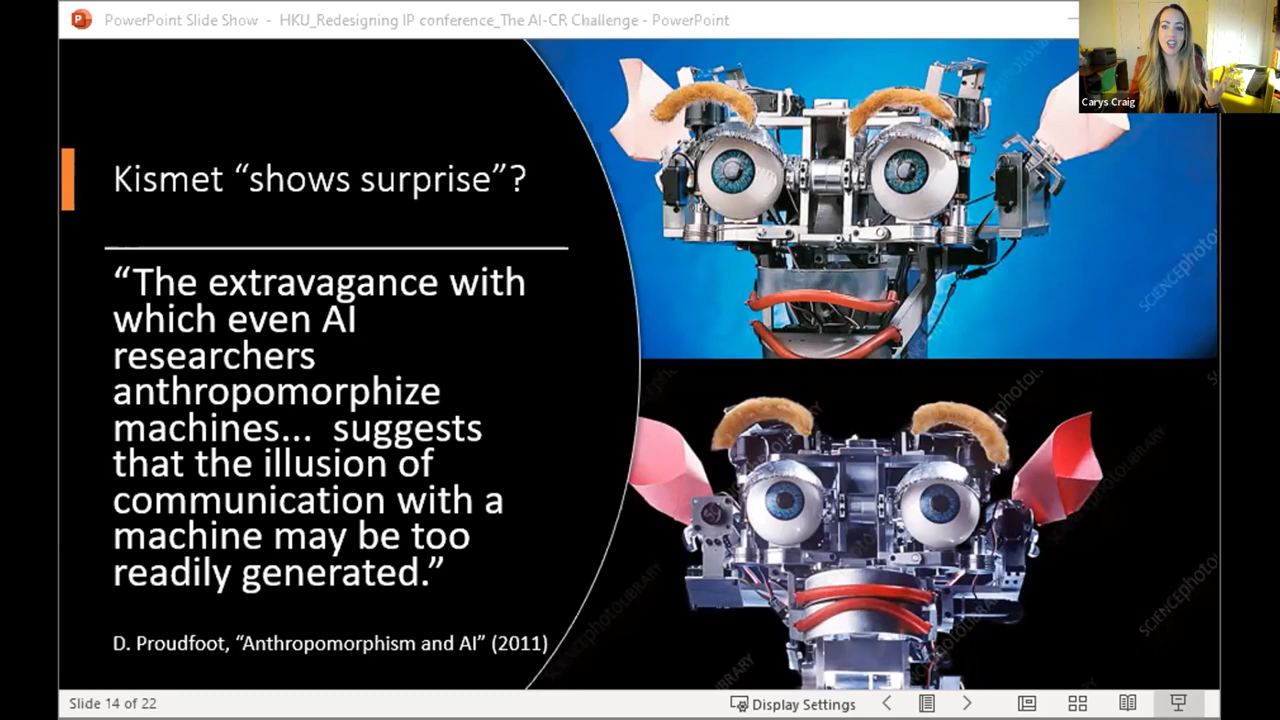 PowerPoint Slide Show - HKU_Redesigning IP conference_The AI-CR Challenge - PowerPoint
Carys Craig
Kismet “shows surprise”?
“The extravagance with
which even AI
researchers
anthropomorphize
machines... suggests
that the illusion of
communication with a
machine may be too
readily generated.”
D. Proudfoot, “Anthropomorphism and AI” (2011)
SCIENCEPHOTOLIBRARY
SCIENCEPHOTOLIBRARY
Slide 14 of 22
Display Settings